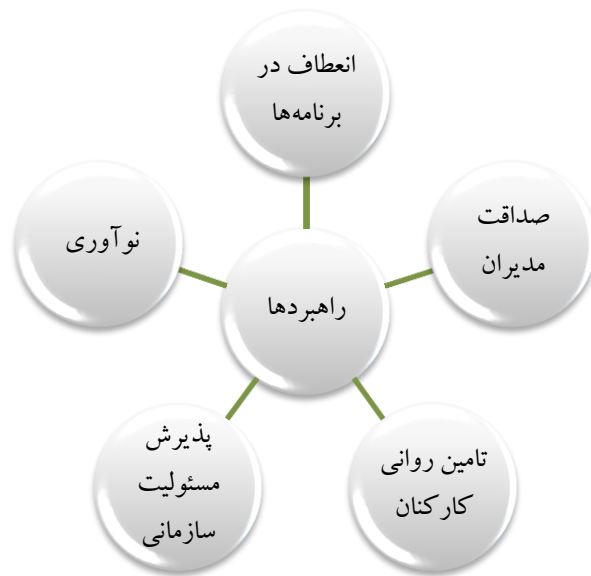 انعطاف در
برنامه‌ها
صداقت
مدیران
نوآوری
راهبردها
تامین روانی
کارکنان
پذیرش
مسئولیت
سازمانی